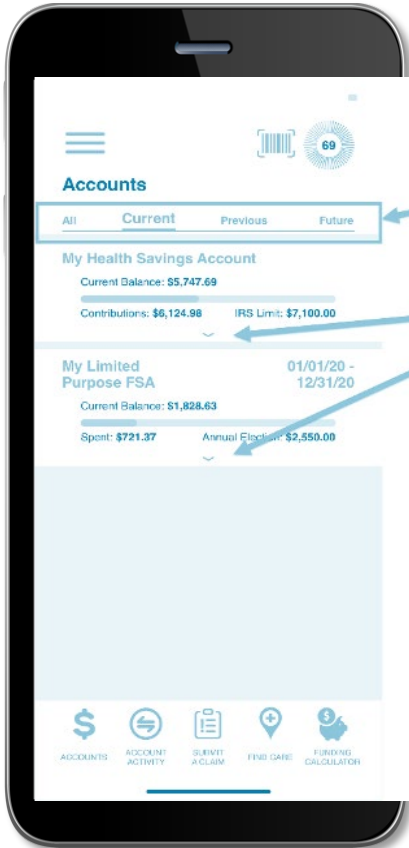 69
Accounts
All Current Previous Future
My Health Savings Account
Current Balance: $5,747.69
Contributions: $6,124.98 IRS Limit: $7,100.00
My Limited 01/01/20 -
Purpose FSA 12/31/20
Current Balance: $1,828.63
Spent: $721.37 Annual Election: $2,550.00
ACCOUNTS ACCOUNT SUBMIT FIND CARE FUNDING
ACTIVITY A CLAIM CALCULATOR